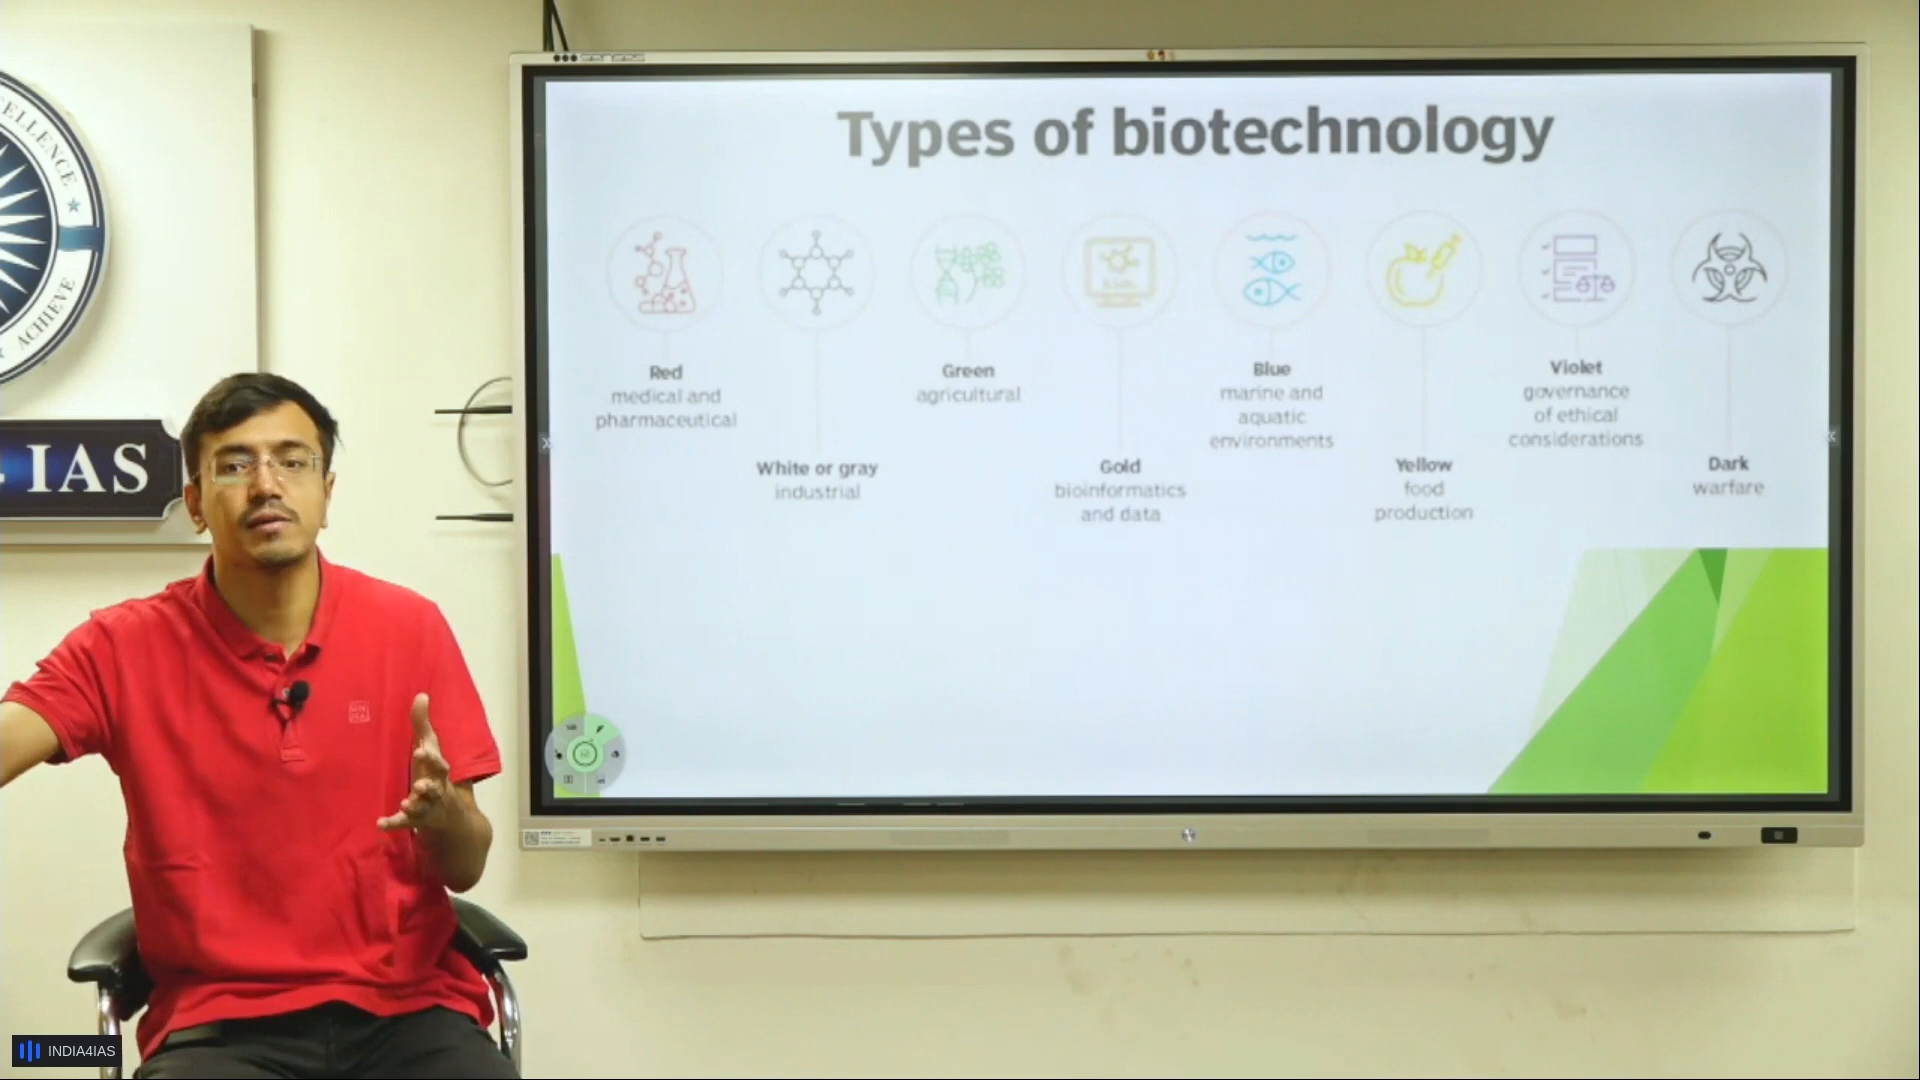 Types of biotechnology
Red
medical and
pharmaceutical
White or gray
industrial
Green
agricultural
Gold
bioinformatics
and data
Blue
marine and
aquatic
environments
Yellow
food
production
Violet
governance
of ethical
considerations
Dark
warfare
ACHIEVE
IAS
INDIA4IAS